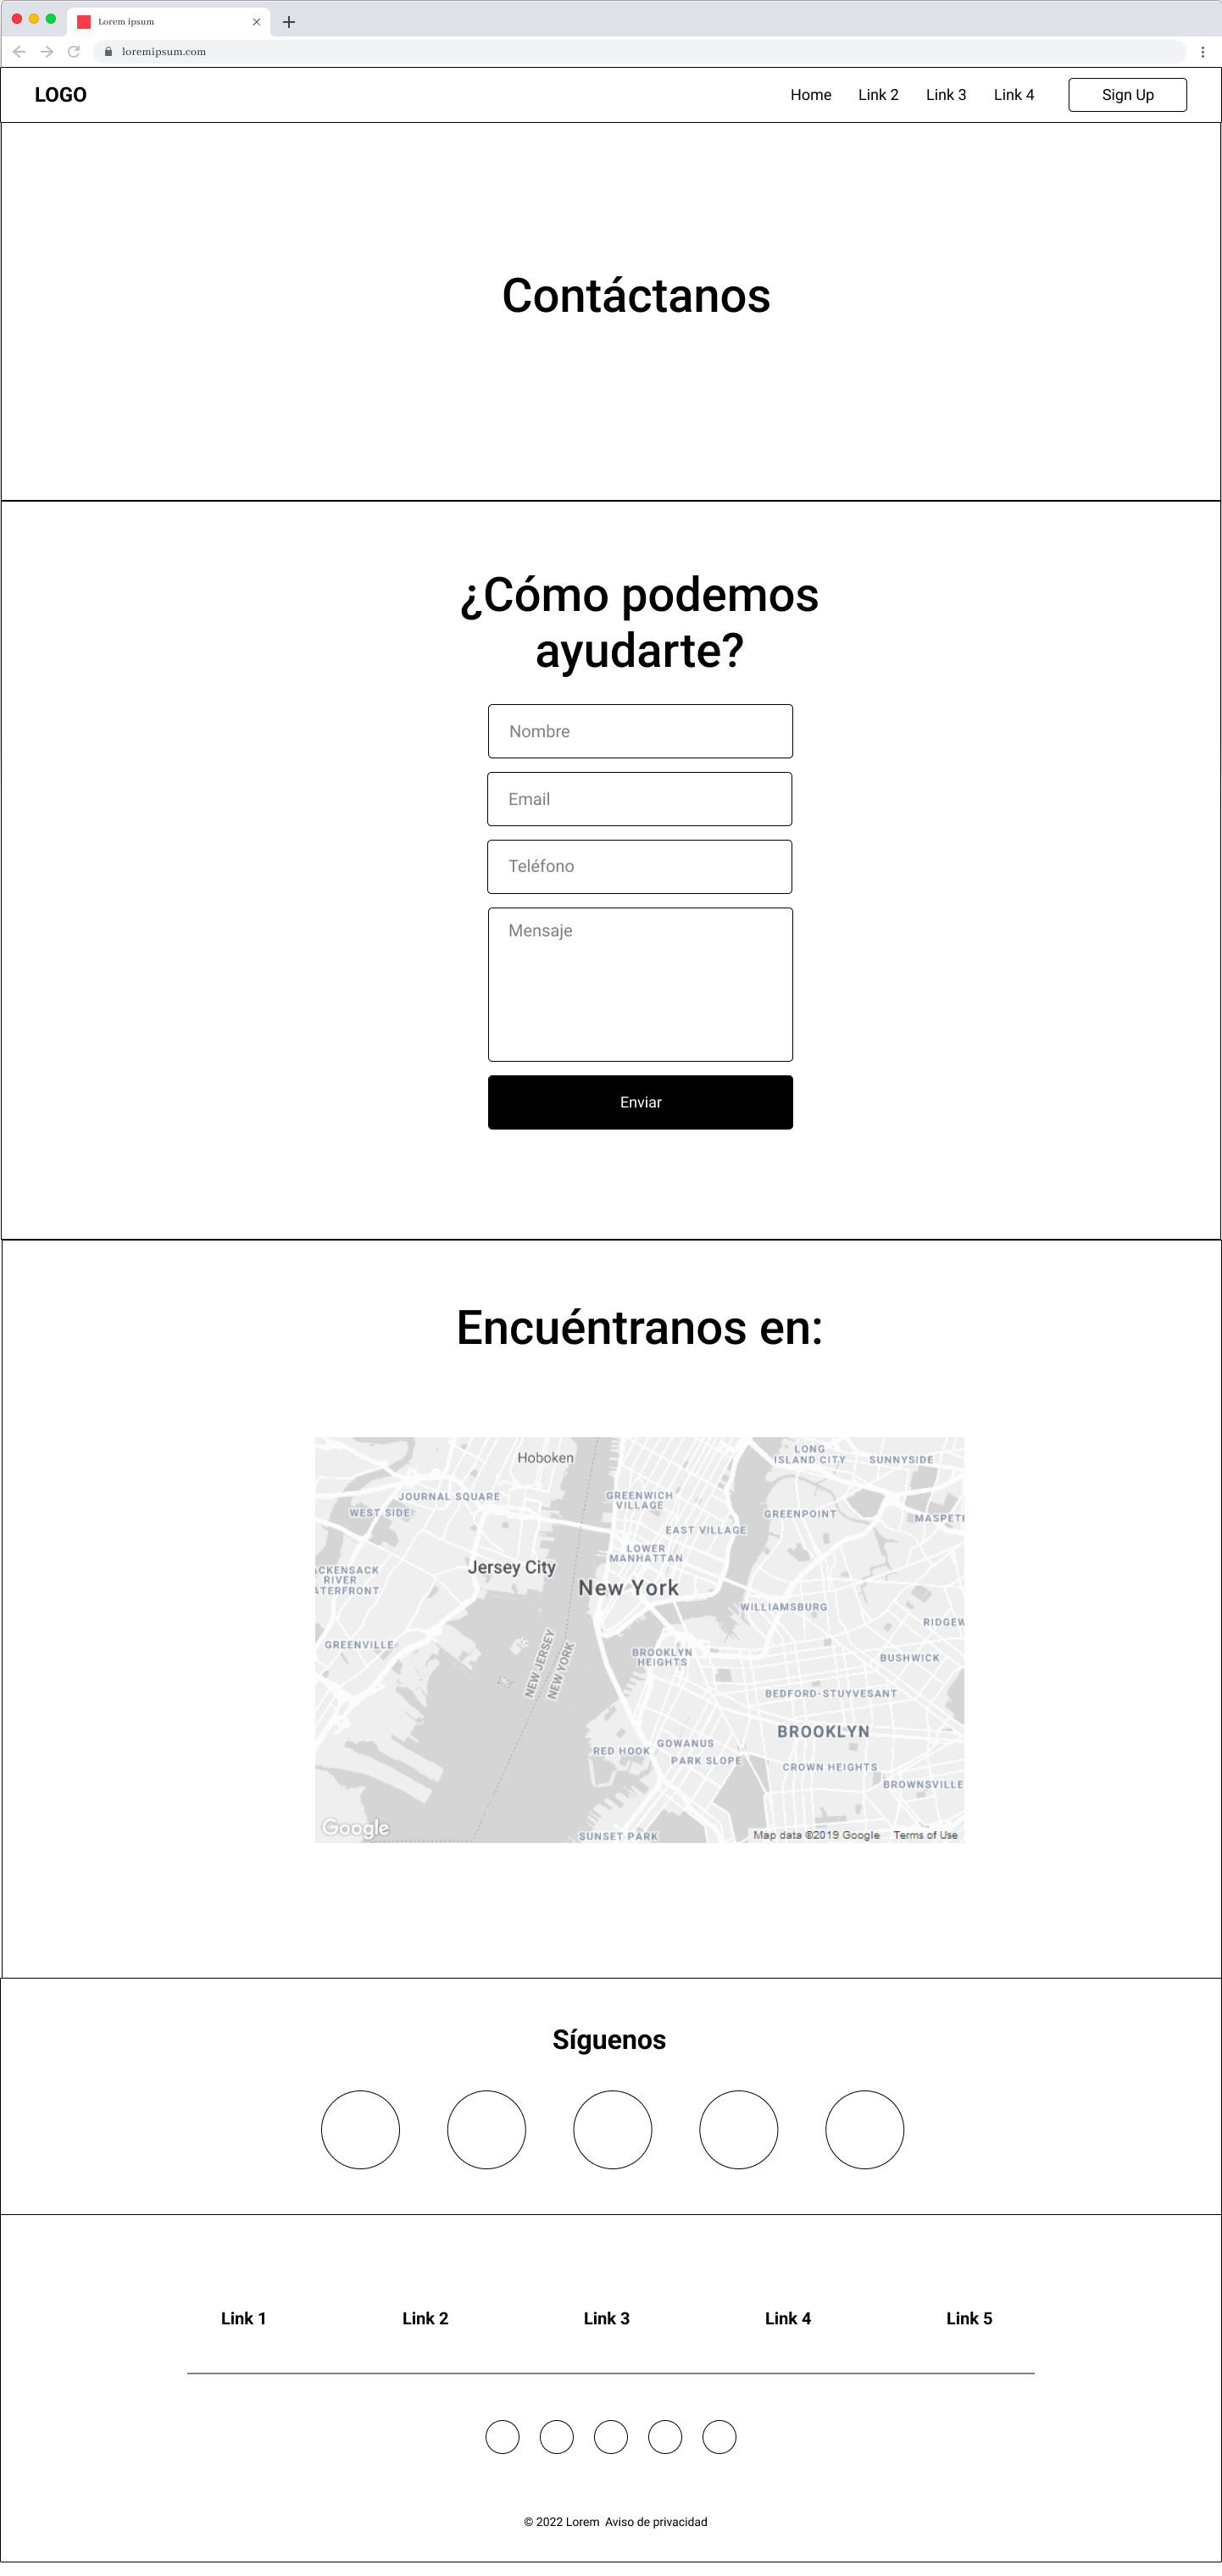 Lorem ipsum
loremipsum.com
LOGO
Home Link 2 Link 3 Link 4 Sign Up
Contáctanos
¿Cómo podemos
ayudarte?
Nombre
Email
Teléfono
Mensaje
Enviar
Encuéntranos en:
Hoboken
LONG
ISLAND CITY
SUNNYSIDE
JOURNAL SQUARE
GREENWICH
VILLAGE
WEST SIDE
GREENPOINT
MASPETH
EAST VILLAGE
LOWER
MANHATTAN
Jersey City
ACKENSACK
RIVER
ATERFRONT
New York
WILLIAMSBURG
RIDGEW
GREENVILLE
BROOKLYN
HEIGHTS
NEW JERSEY
NEW YORK
BUSHWICK
BEDFORD-STUYVESANT
BROOKLYN
RED HOOK
GOWANUS
PARK SLOPE
CROWN HEIGHTS
BROWNSVILLE
Google
SUNSET PARK
Map data ©2019 Google Terms of Use
Síguenos
Link 1 Link 2 Link 3 Link 4 Link 5
© 2022 Lorem Aviso de privacidad